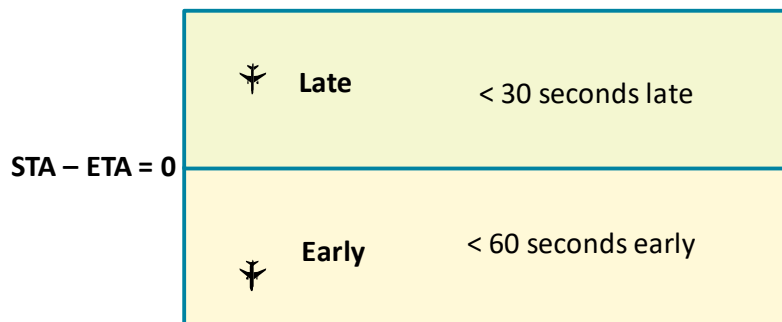 Late
< 30 seconds late
STA – ETA = 0
Early
< 60 seconds early